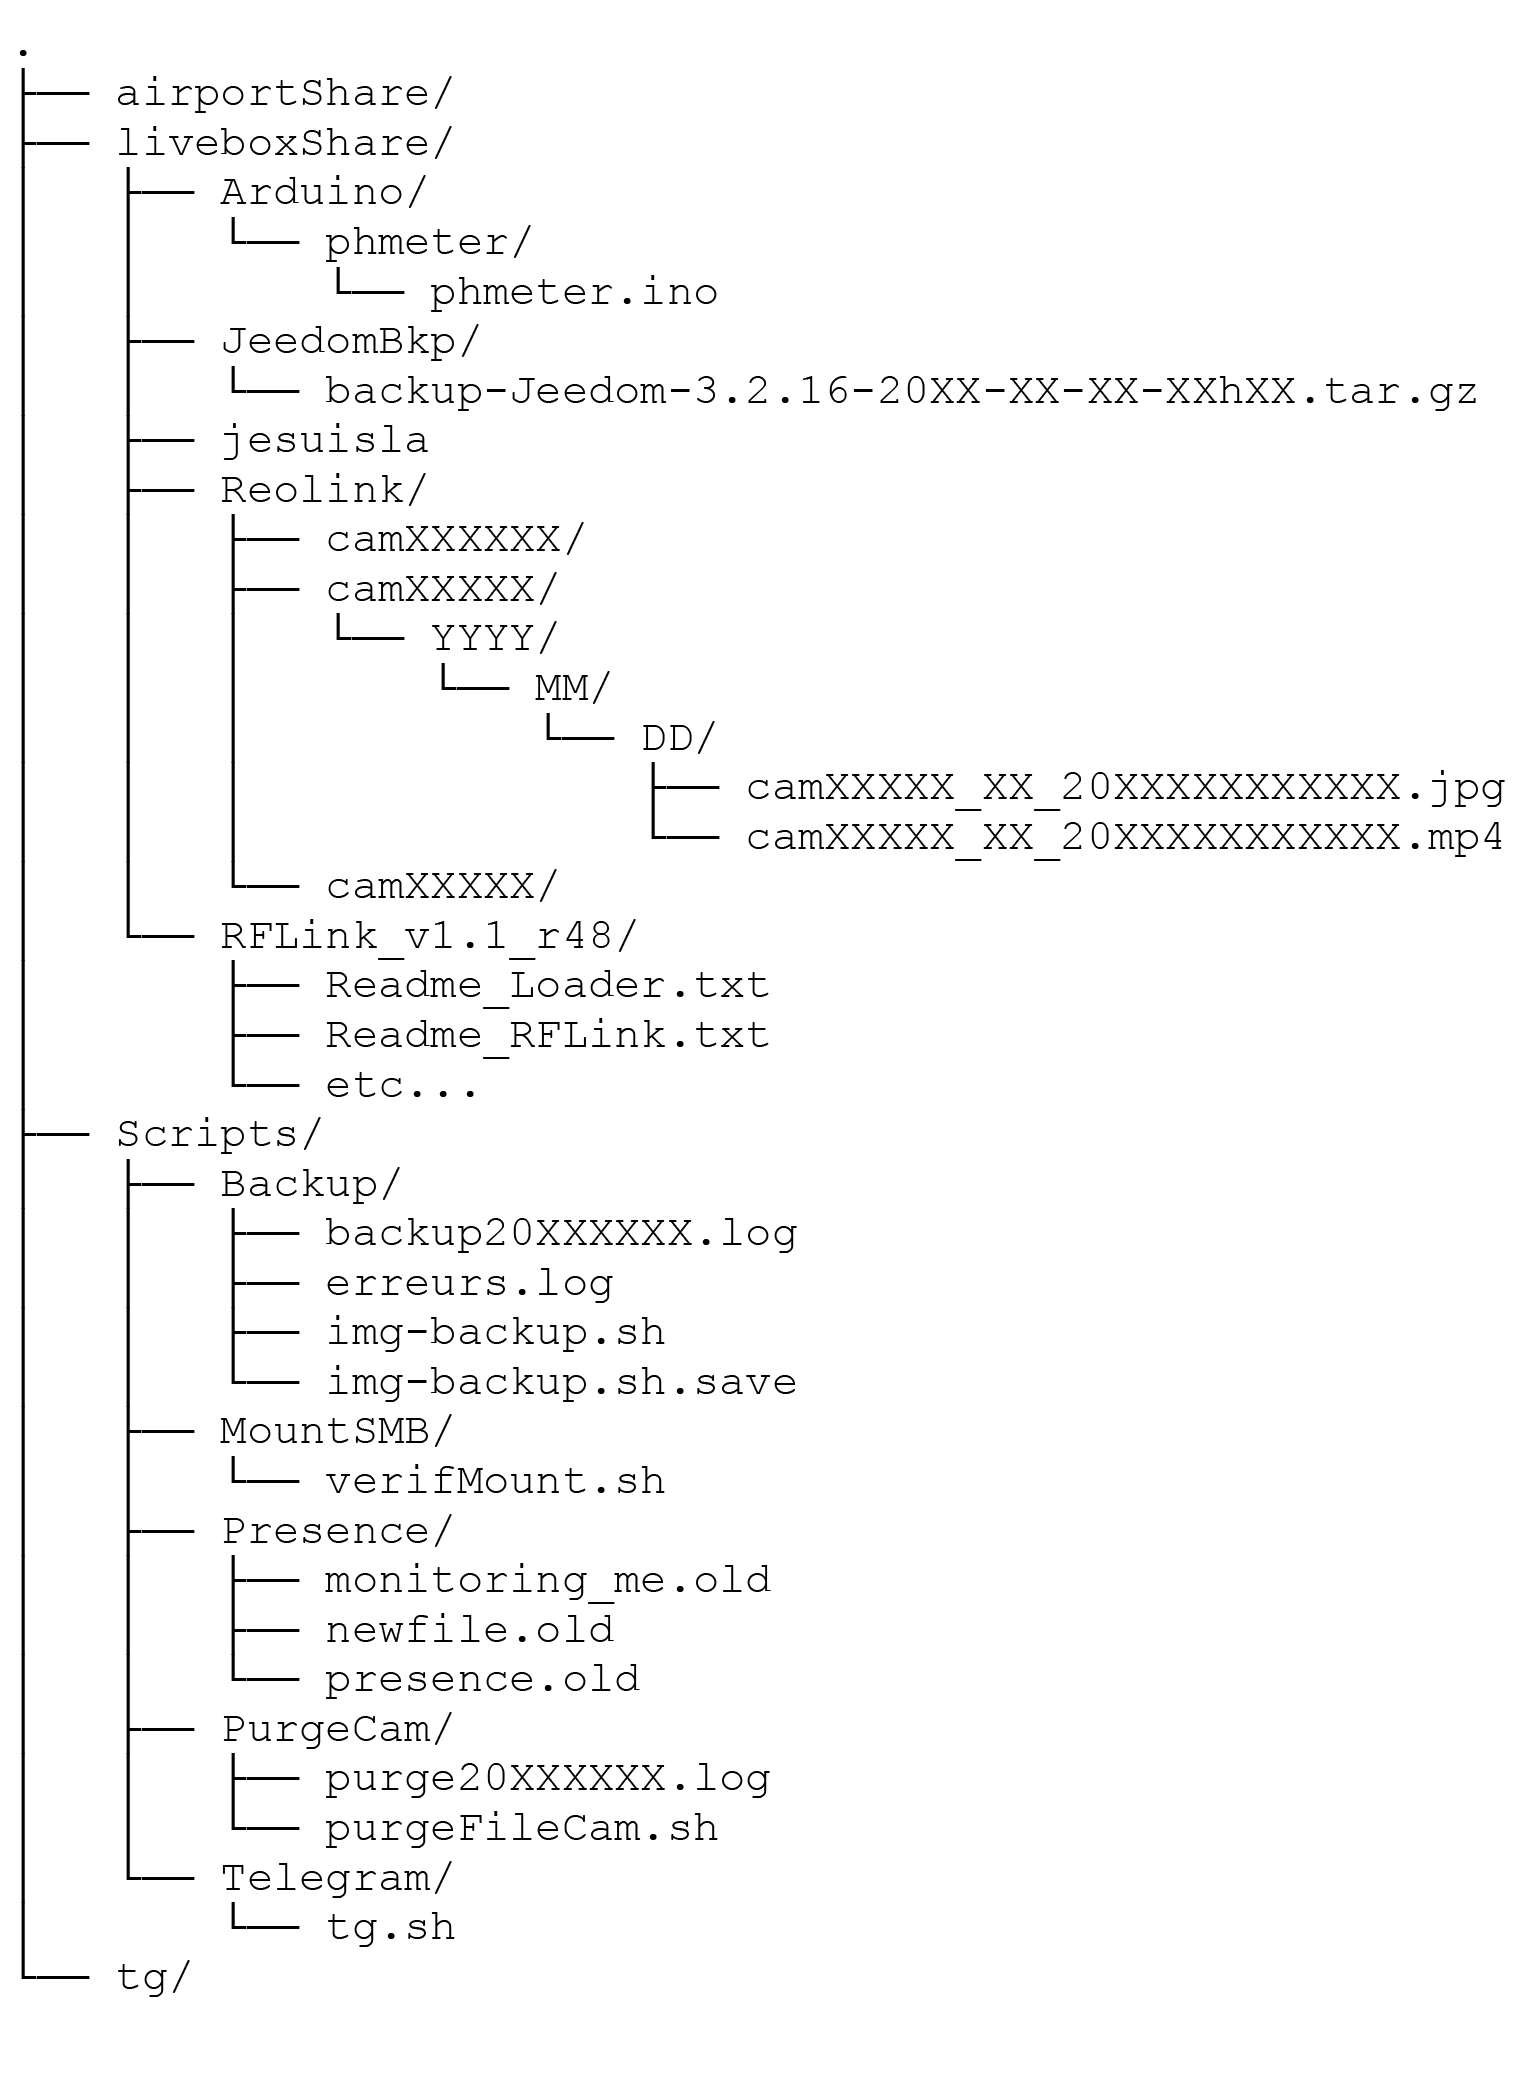 .
├── airportShare/
├── liveboxShare/
│   ├── Arduino/
│   │   └── phmeter/
│   │       └── phmeter.ino
│   ├── JeedomBkp/
│   │   └── backup-Jeedom-3.2.16-20XX-XX-XX-XXhXX.tar.gz
│   ├── jesuisla
│   ├── Reolink/
│   │   ├── camXXXXXX/
│   │   ├── camXXXXX/
│   │   │   └── YYYY/
│   │   │       └── MM/
│   │   │           └── DD/
│   │   │               ├── camXXXXX_XX_20XXXXXXXXXXX.jpg
│   │   │               └── camXXXXX_XX_20XXXXXXXXXXX.mp4
│   │   └── camXXXXX/
│   └── RFLink_v1.1_r48/
│       ├── Readme_Loader.txt
│       ├── Readme_RFLink.txt
│       └── etc...
├── Scripts/
│   ├── Backup/
│   │   ├── backup20XXXXXX.log
│   │   ├── erreurs.log
│   │   ├── img-backup.sh
│   │   └── img-backup.sh.save
│   ├── MountSMB/
│   │   └── verifMount.sh
│   ├── Presence/
│   │   ├── monitoring_me.old
│   │   ├── newfile.old
│   │   └── presence.old
│   ├── PurgeCam/
│   │   ├── purge20XXXXXX.log
│   │   └── purgeFileCam.sh
│   └── Telegram/
│       └── tg.sh
└── tg/